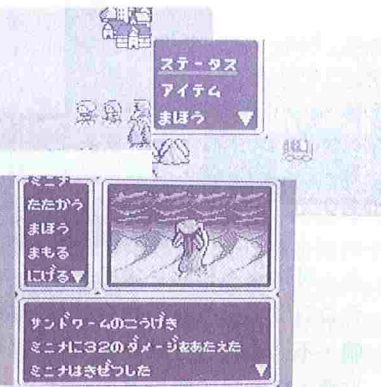 ステータス
アイテム
まほう ▼
ミニナ
たたかう
まほう
まもる
にげる▼
サンドワームのこうげき
ミニナに32のダメージをあたえた
ミニナはきぜつした ▼